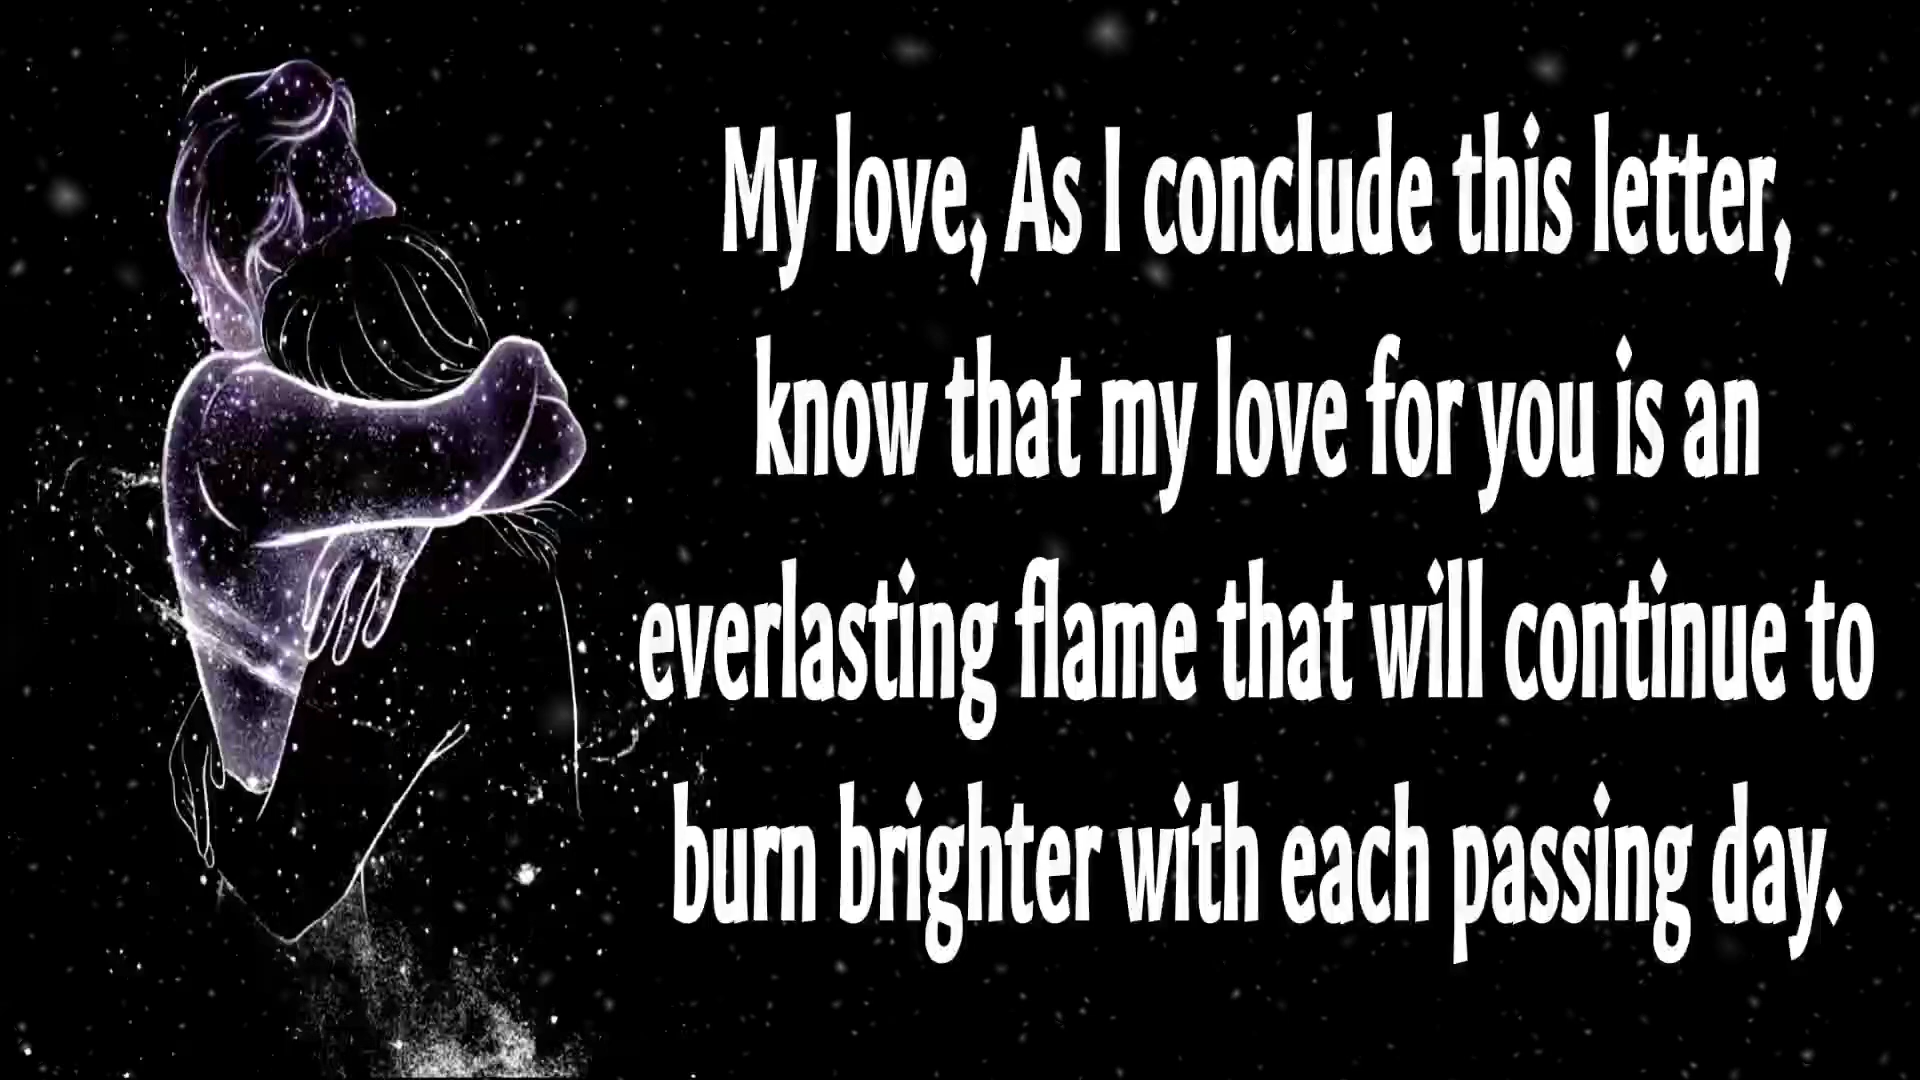 My love, As I conclude this letter,
know that my love for you is an
everlasting flame that will continue to
burn brighter with each passing day.